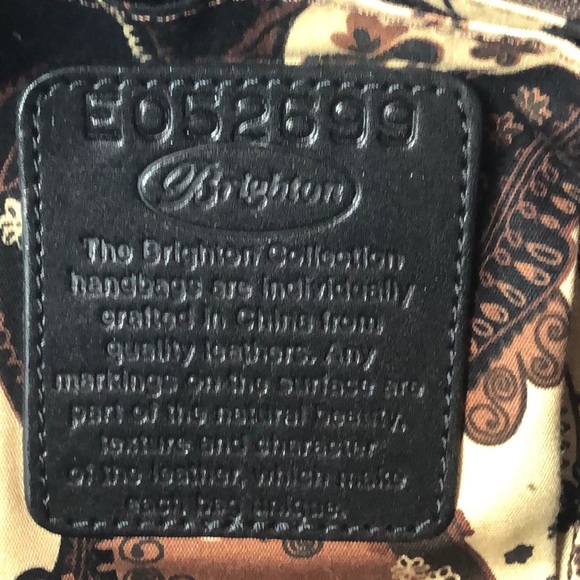 E052699
Brighton
The Brighton Collection
handbags are individually
crafted in China from
quality leathers. Any
markings on the surface are
part of the natural beauty,
texture and character
of the leather, which make
each bag unique.